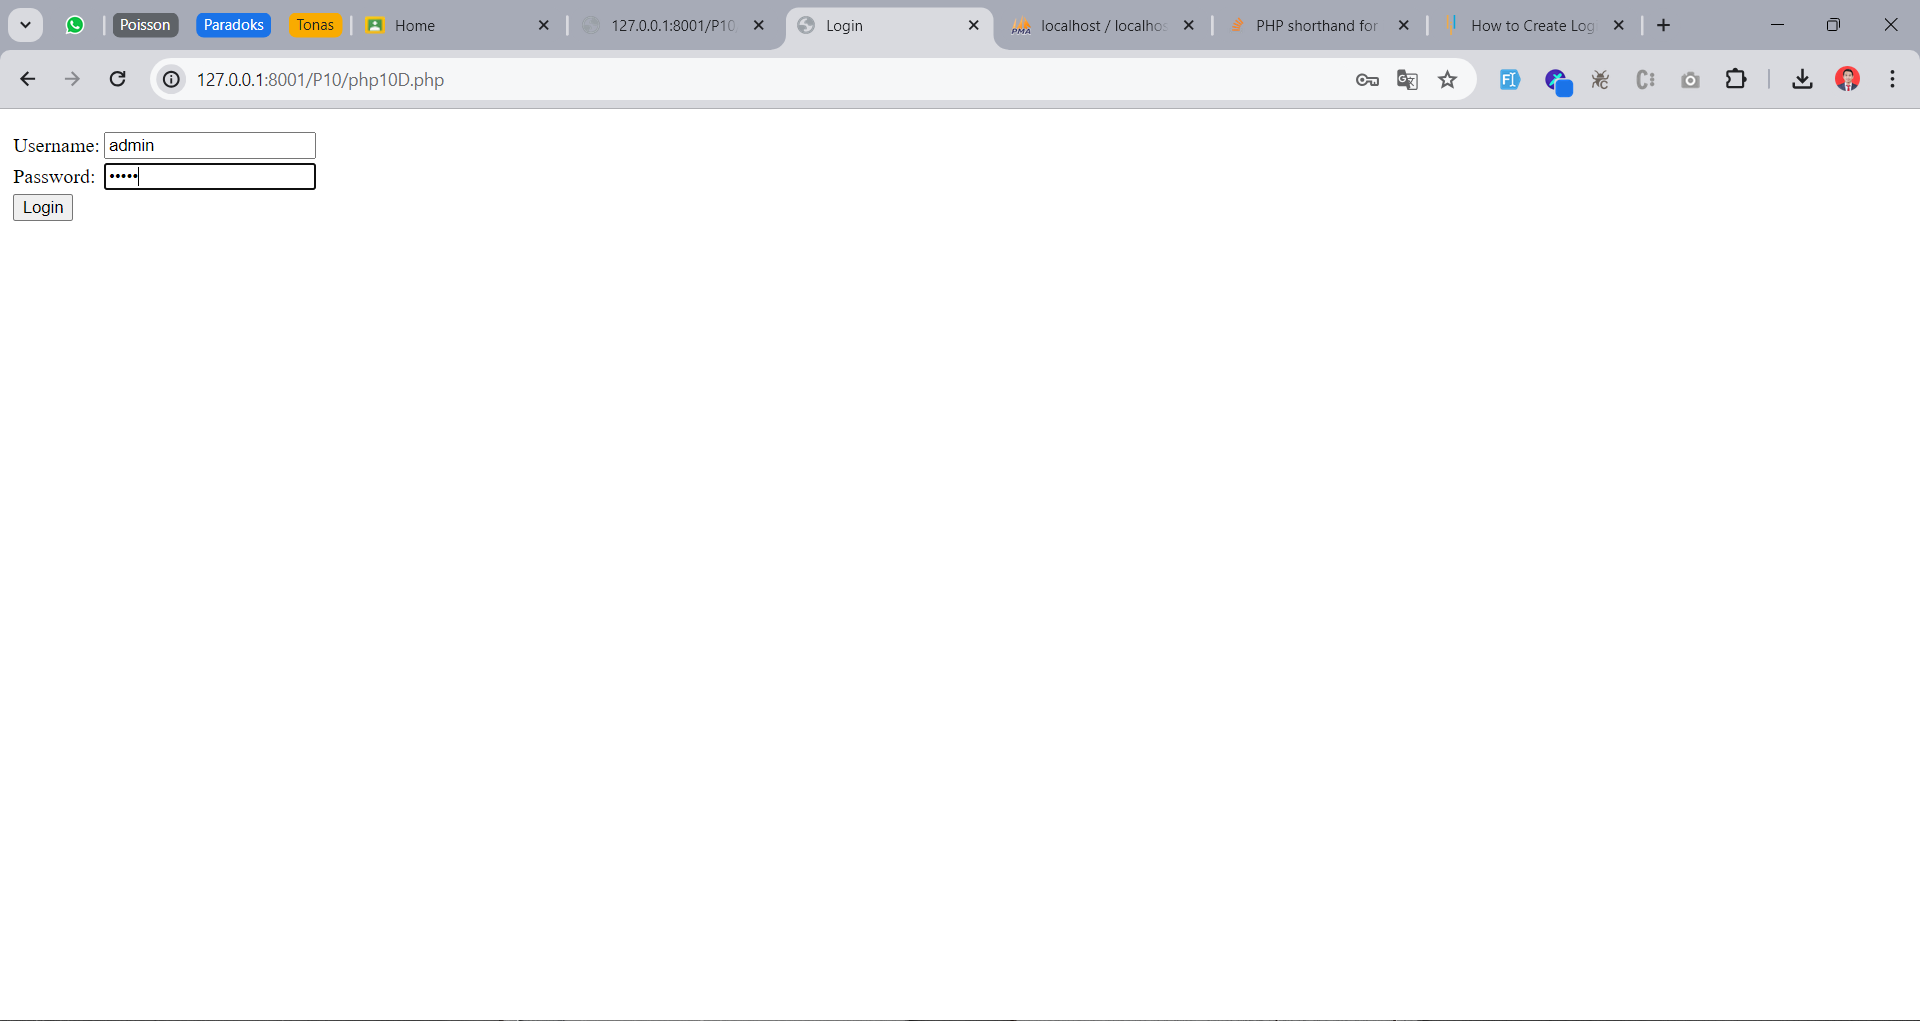 Poisson
Paradoks
Tonas
Home
127.0.0.1:8001/P10
Login
PMA
localhost / localhos
PHP shorthand for
How to Create Log
127.0.0.1:8001/P10/php10D.php
Username: admin
Password: •••••
Login